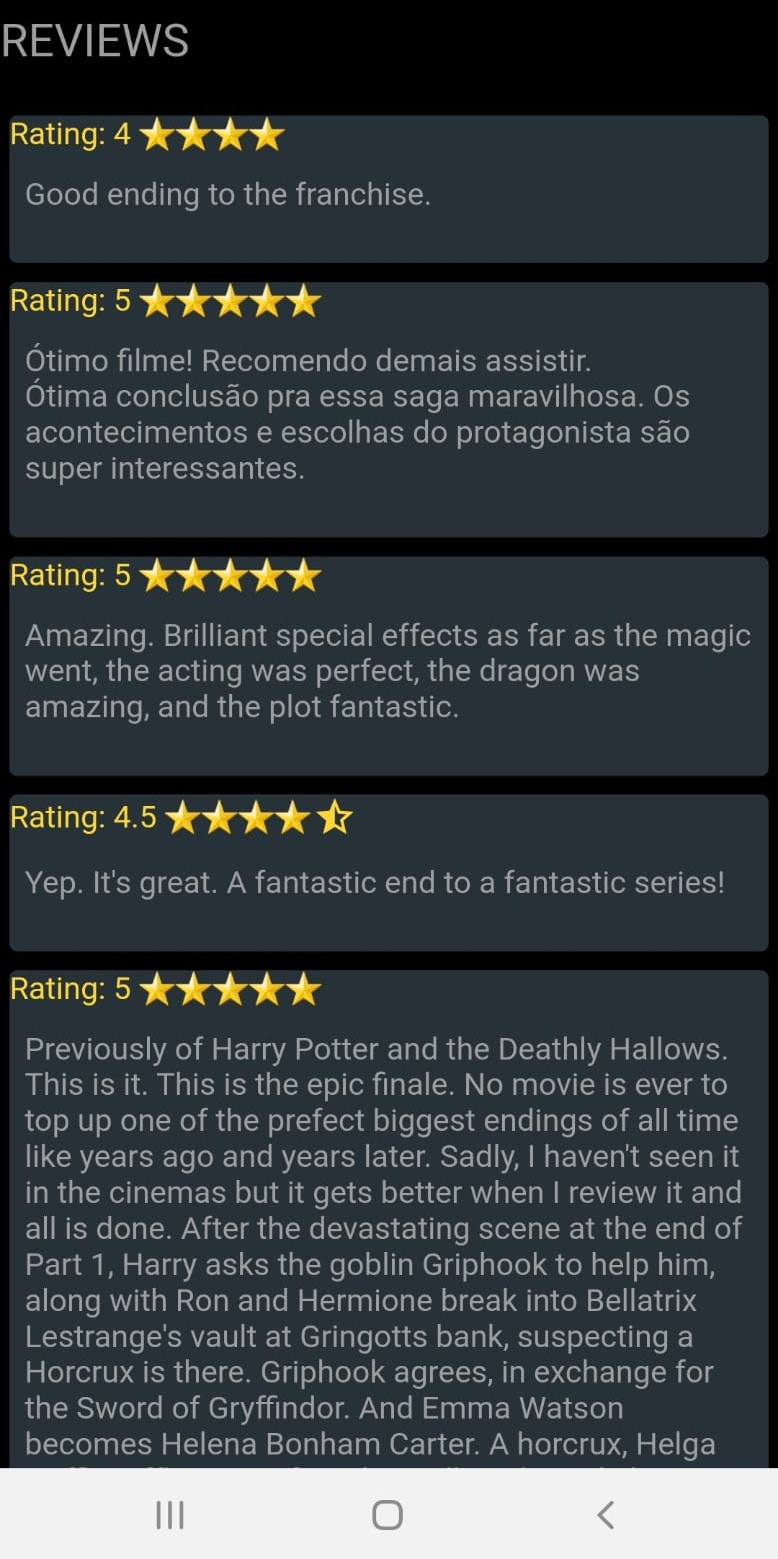 REVIEWS
Rating: 4 ⭐⭐⭐⭐
Good ending to the franchise.
Rating: 5 ⭐⭐⭐⭐⭐
Ótimo filme! Recomendo demais assistir.
Ótima conclusão pra essa saga maravilhosa. Os
acontecimentos e escolhas do protagonista são
super interessantes.
Rating: 5 ⭐⭐⭐⭐⭐
Amazing. Brilliant special effects as far as the magic
went, the acting was perfect, the dragon was
amazing, and the plot fantastic.
Rating: 4.5 ⭐⭐⭐⭐
Yep. It's great. A fantastic end to a fantastic series!
Rating: 5 ⭐⭐⭐⭐⭐
Previously of Harry Potter and the Deathly Hallows.
This is it. This is the epic finale. No movie is ever to
top up one of the prefect biggest endings of all time
like years ago and years later. Sadly, I haven't seen it
in the cinemas but it gets better when I review it and
all is done. After the devastating scene at the end of
Part 1, Harry asks the goblin Griphook to help him,
along with Ron and Hermione break into Bellatrix
Lestrange's vault at Gringotts bank, suspecting a
Horcrux is there. Griphook agrees, in exchange for
the Sword of Gryffindor. And Emma Watson
becomes Helena Bonham Carter. A horcrux, Helga